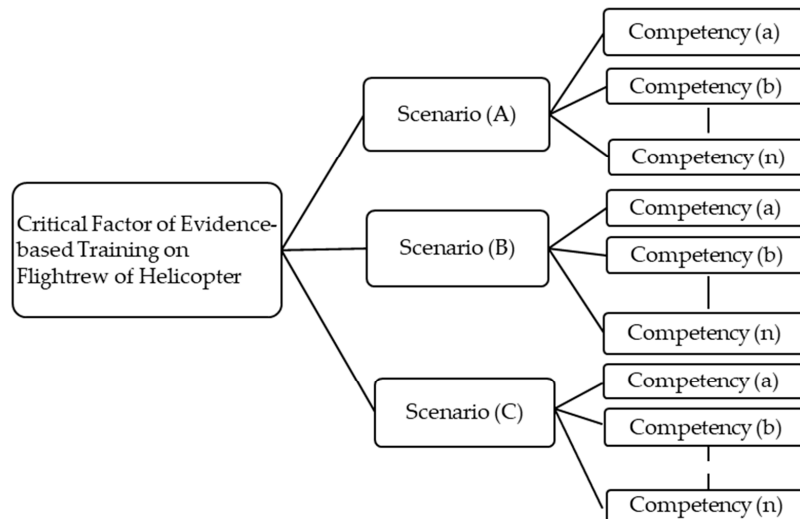 Critical Factor of Evidence-
based Training on
Flightrew of Helicopter
Scenario (A)
Competency (a)
Competency (b)
Competency (n)
Scenario (B)
Competency (a)
Competency (b)
Competency (n)
Scenario (C)
Competency (a)
Competency (b)
Competency (n)